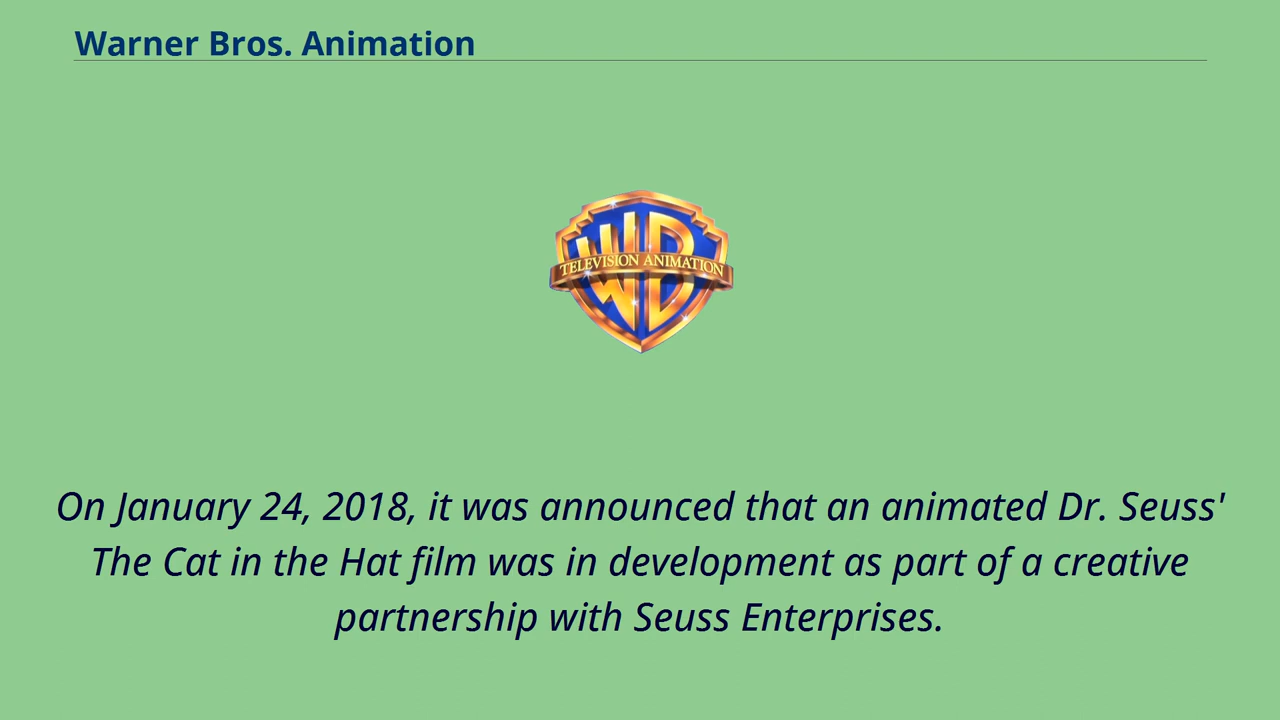 Warner Bros. Animation
WB
TELEVISION ANIMATION
On January 24, 2018, it was announced that an animated Dr. Seuss'
The Cat in the Hat film was in development as part of a creative
partnership with Seuss Enterprises.